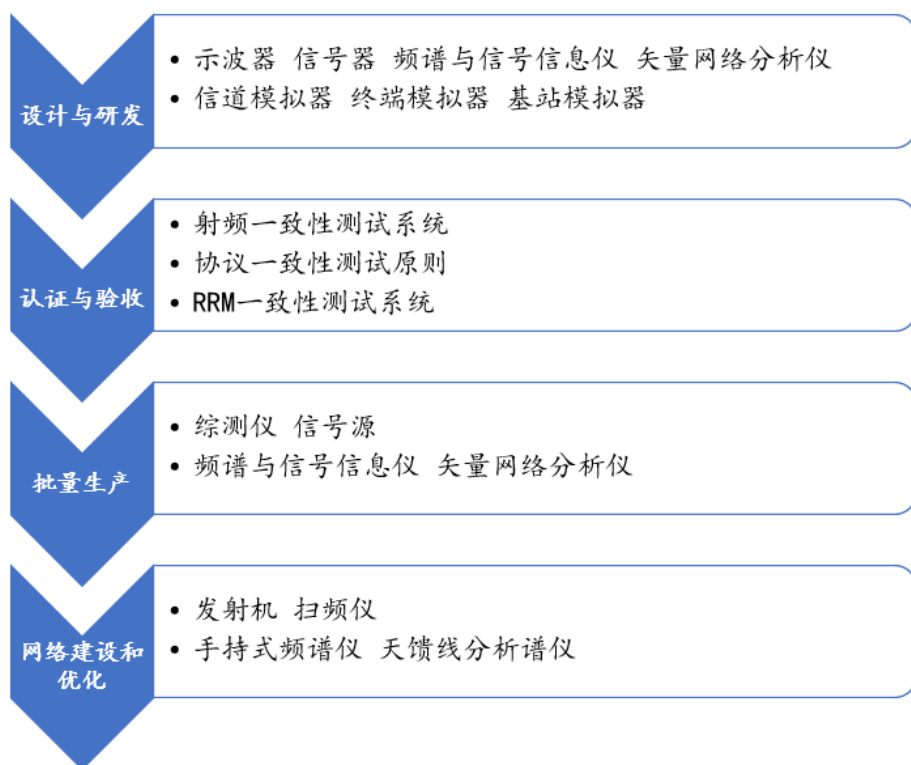 设计与研发
• 示波器 信号器 频谱与信号信息仪 矢量网络分析仪
• 信道模拟器 终端模拟器 基站模拟器
认证与验收
• 射频一致性测试系统
• 协议一致性测试原则
• RRM一致性测试系统
批量生产
• 综测仪 信号源
• 频谱与信号信息仪 矢量网络分析仪
网络建设和
优化
• 发射机 扫频仪
• 手持式频谱仪 天馈线分析谱仪